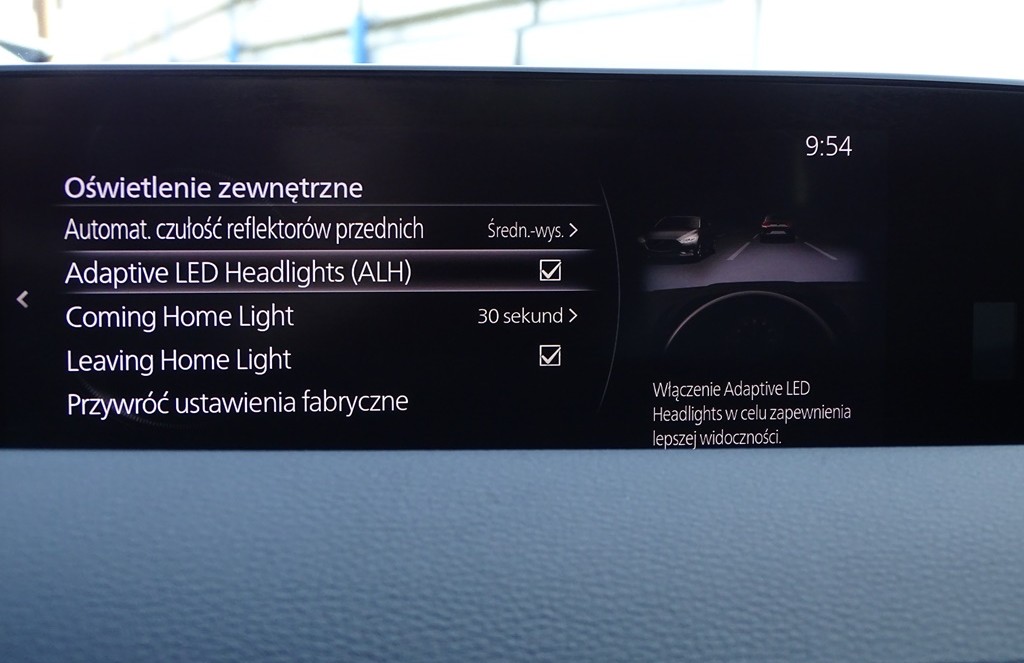 9:54
Oświetlenie zewnętrzne
Automat. czułość reflektorów przednich Średn.-wys. >
Adaptive LED Headlights (ALH)
Coming Home Light 30 sekund >
Leaving Home Light
Przywróć ustawienia fabryczne
Włączenie Adaptive LED
Headlights w celu zapewnienia
lepszej widoczności.